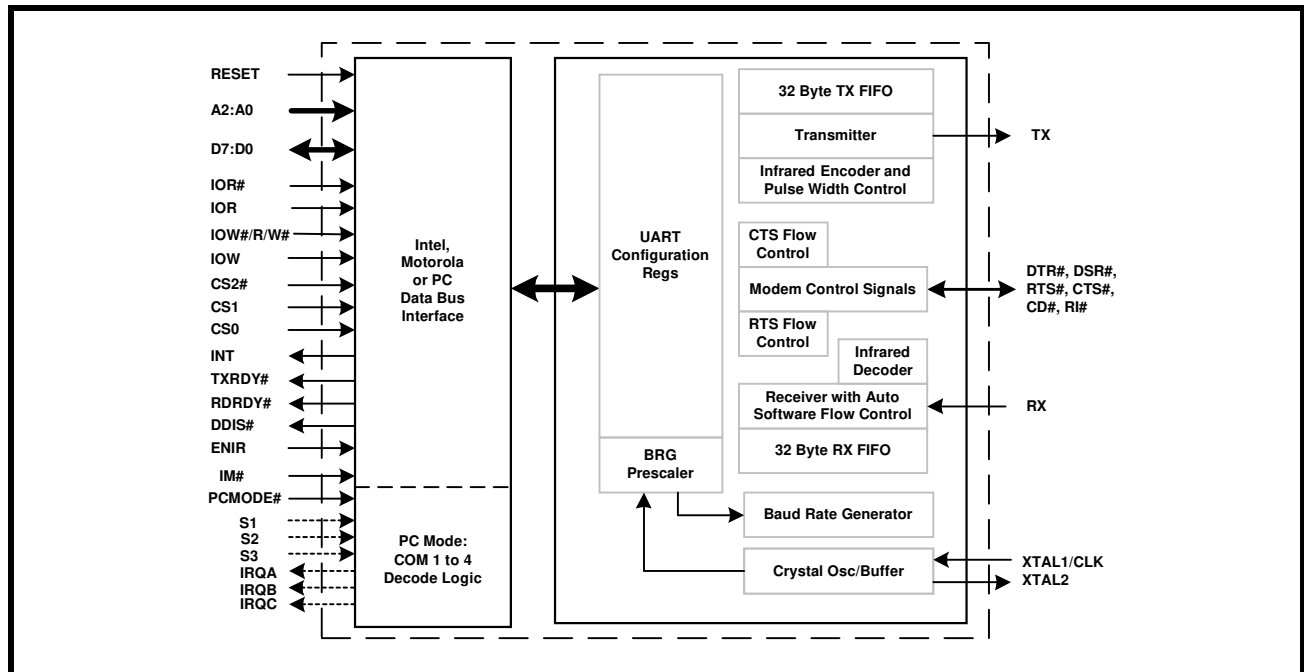 RESET
A2:A0
D7:D0
IOR#
IOR
IOW#/R/W#
IOW
CS2#
CS1
CS0
INT
TXRDY#
RDRDY#
DDIS#
ENIR
IM#
PCMODE#
S1
S2
S3
IRQA
IRQB
IRQC
Intel,
Motorola
or PC
Data Bus
Interface
PC Mode:
COM 1 to 4
Decode Logic
UART
Configuration
Regs
BRG
Prescaler
32 Byte TX FIFO
Transmitter
Infrared Encoder and
Pulse Width Control
CTS Flow
Control
Modem Control Signals
RTS Flow
Control
Infrared
Decoder
Receiver with Auto
Software Flow Control
32 Byte RX FIFO
Baud Rate Generator
Crystal Osc/Buffer
TX
DTR#, DSR#,
RTS#, CTS#,
CD#, RI#
RX
XTAL1/CLK
XTAL2